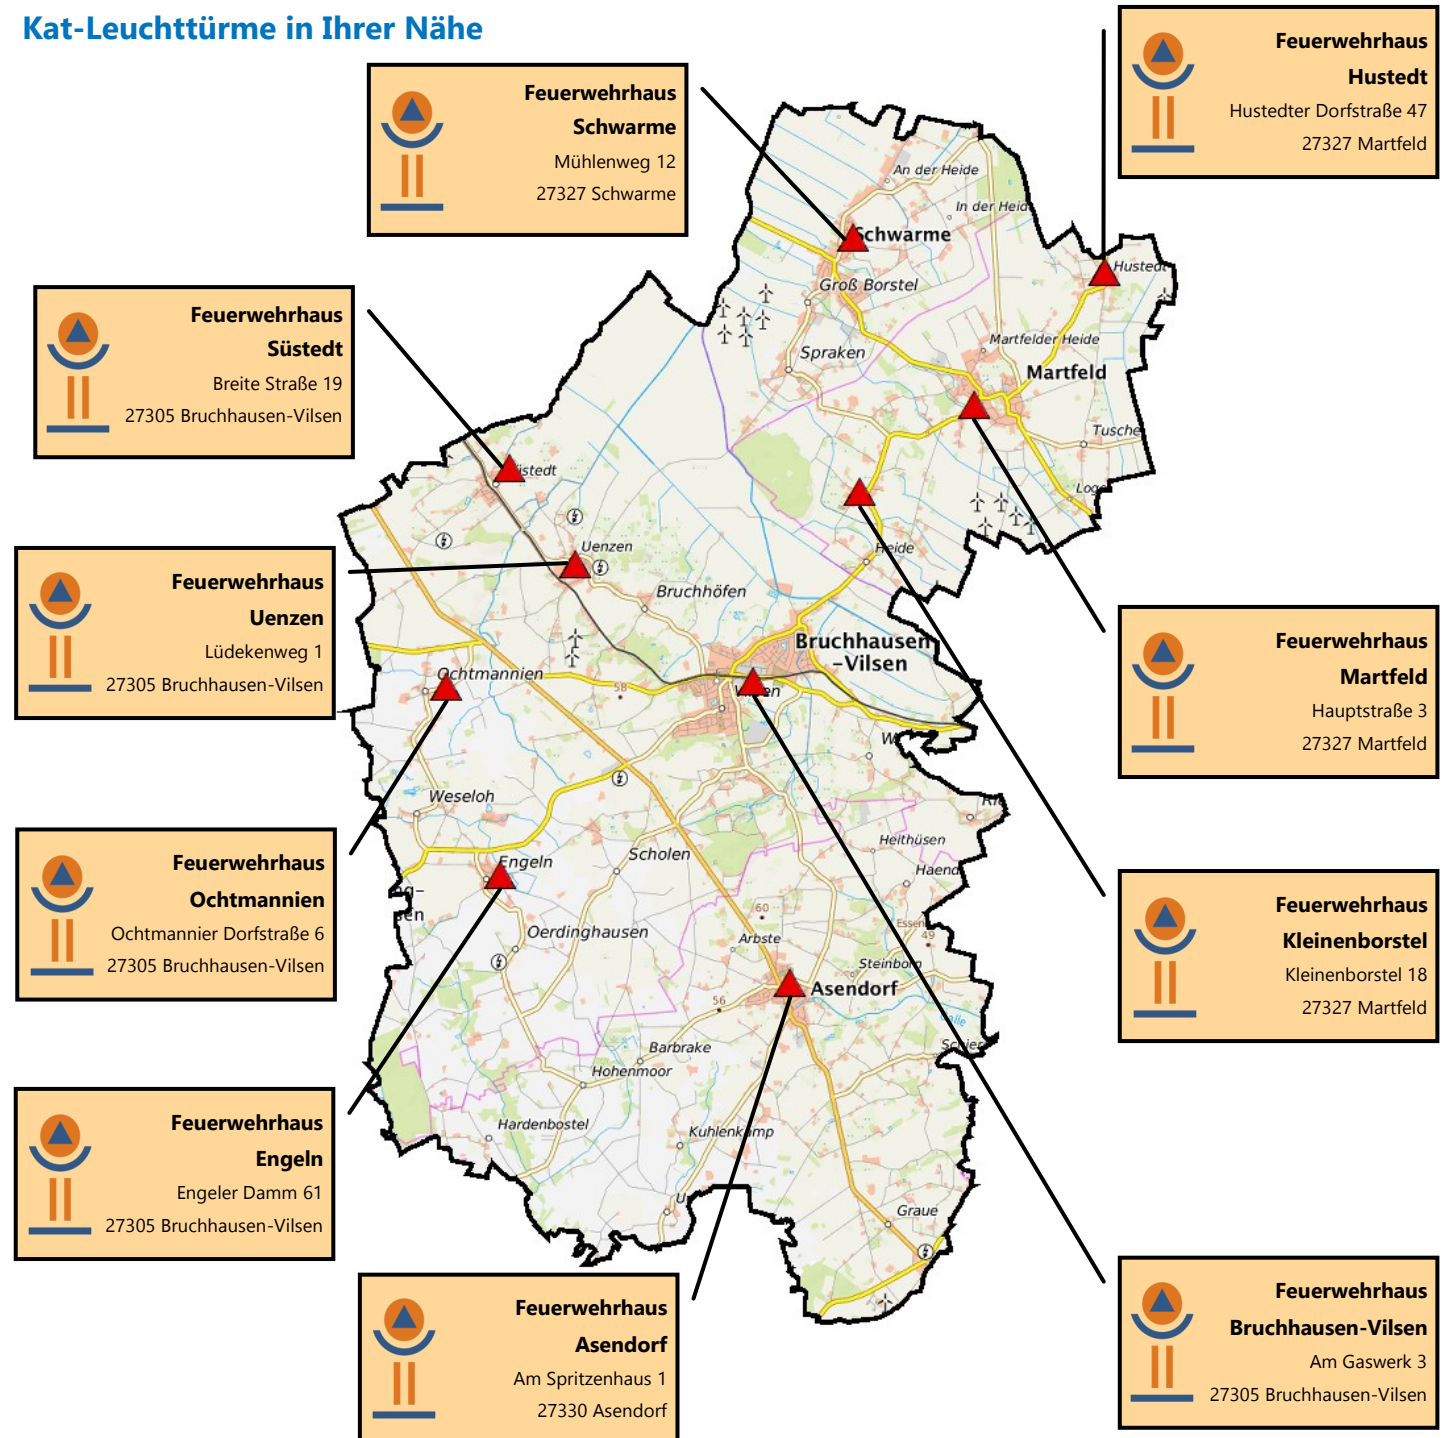 Kat-Leuchttürme in Ihrer Nähe
Feuerwehrhaus
Hustedt
Hustedter Dorfstraße 47
27327 Martfeld
Feuerwehrhaus
Schwarme
Mühlenweg 12
27327 Schwarme
Feuerwehrhaus
Süstedt
Breite Straße 19
27305 Bruchhausen-Vilsen
Feuerwehrhaus
Uenzen
Lüdekenweg 1
27305 Bruchhausen-Vilsen
Feuerwehrhaus
Ochtmannien
Ochtmannier Dorfstraße 6
27305 Bruchhausen-Vilsen
Feuerwehrhaus
Engeln
Engeler Damm 61
27305 Bruchhausen-Vilsen
Feuerwehrhaus
Asendorf
Am Spritzenhaus 1
27330 Asendorf
Feuerwehrhaus
Martfeld
Hauptstraße 3
27327 Martfeld
Feuerwehrhaus
Kleinenborstel
Kleinenborstel 18
27327 Martfeld
Feuerwehrhaus
Bruchhausen-Vilsen
Am Gaswerk 3
27305 Bruchhausen-Vilsen
An der Heide
In der Heid
Schwarme
Hustedt
Groß Borstel
Martfelder Heide
Spraken
Martfeld
Tusche
Loge
Heide
Uenzen
Bruchhöfen
Bruchhausen
-Vilsen
Ochtmannien
58
Weseloh
Heithüsen
Scholen
Engeln
Haend
60
Essen
49
Oerdinghausen
Arbste
Steinborn
Asendorf
56
Barbrake
Hohenmoor
Hardenbostel
Kuhlenkamp
Graue